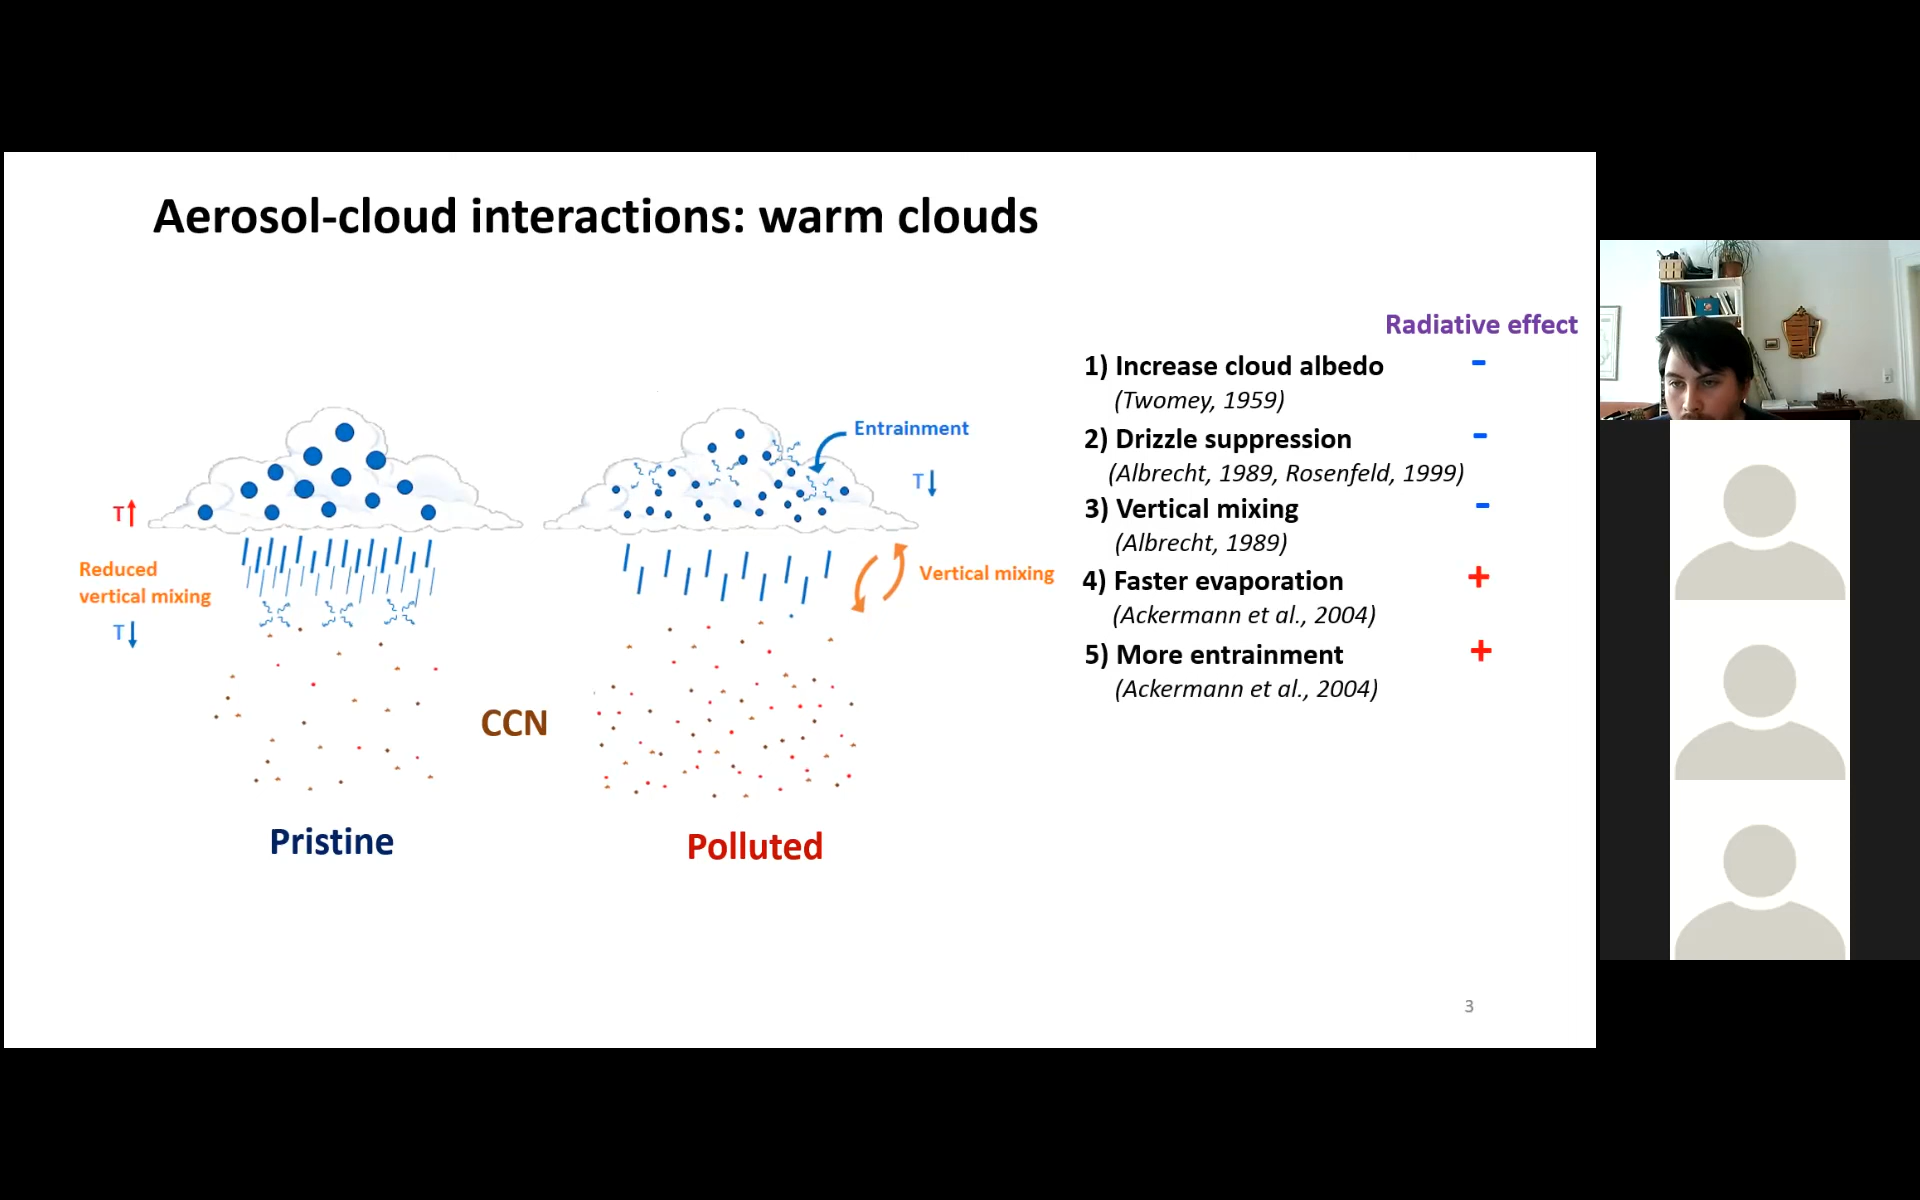 Aerosol-cloud interactions: warm clouds
Radiative effect
1) Increase cloud albedo -
(Twomey, 1959)
2) Drizzle suppression -
(Albrecht, 1989, Rosenfeld, 1999)
3) Vertical mixing -
(Albrecht, 1989)
4) Faster evaporation +
(Ackermann et al., 2004)
5) More entrainment +
(Ackermann et al., 2004)
Entrainment
T↓
T↑
Reduced
vertical mixing
T↓
Vertical mixing
CCN
Pristine
Polluted
3